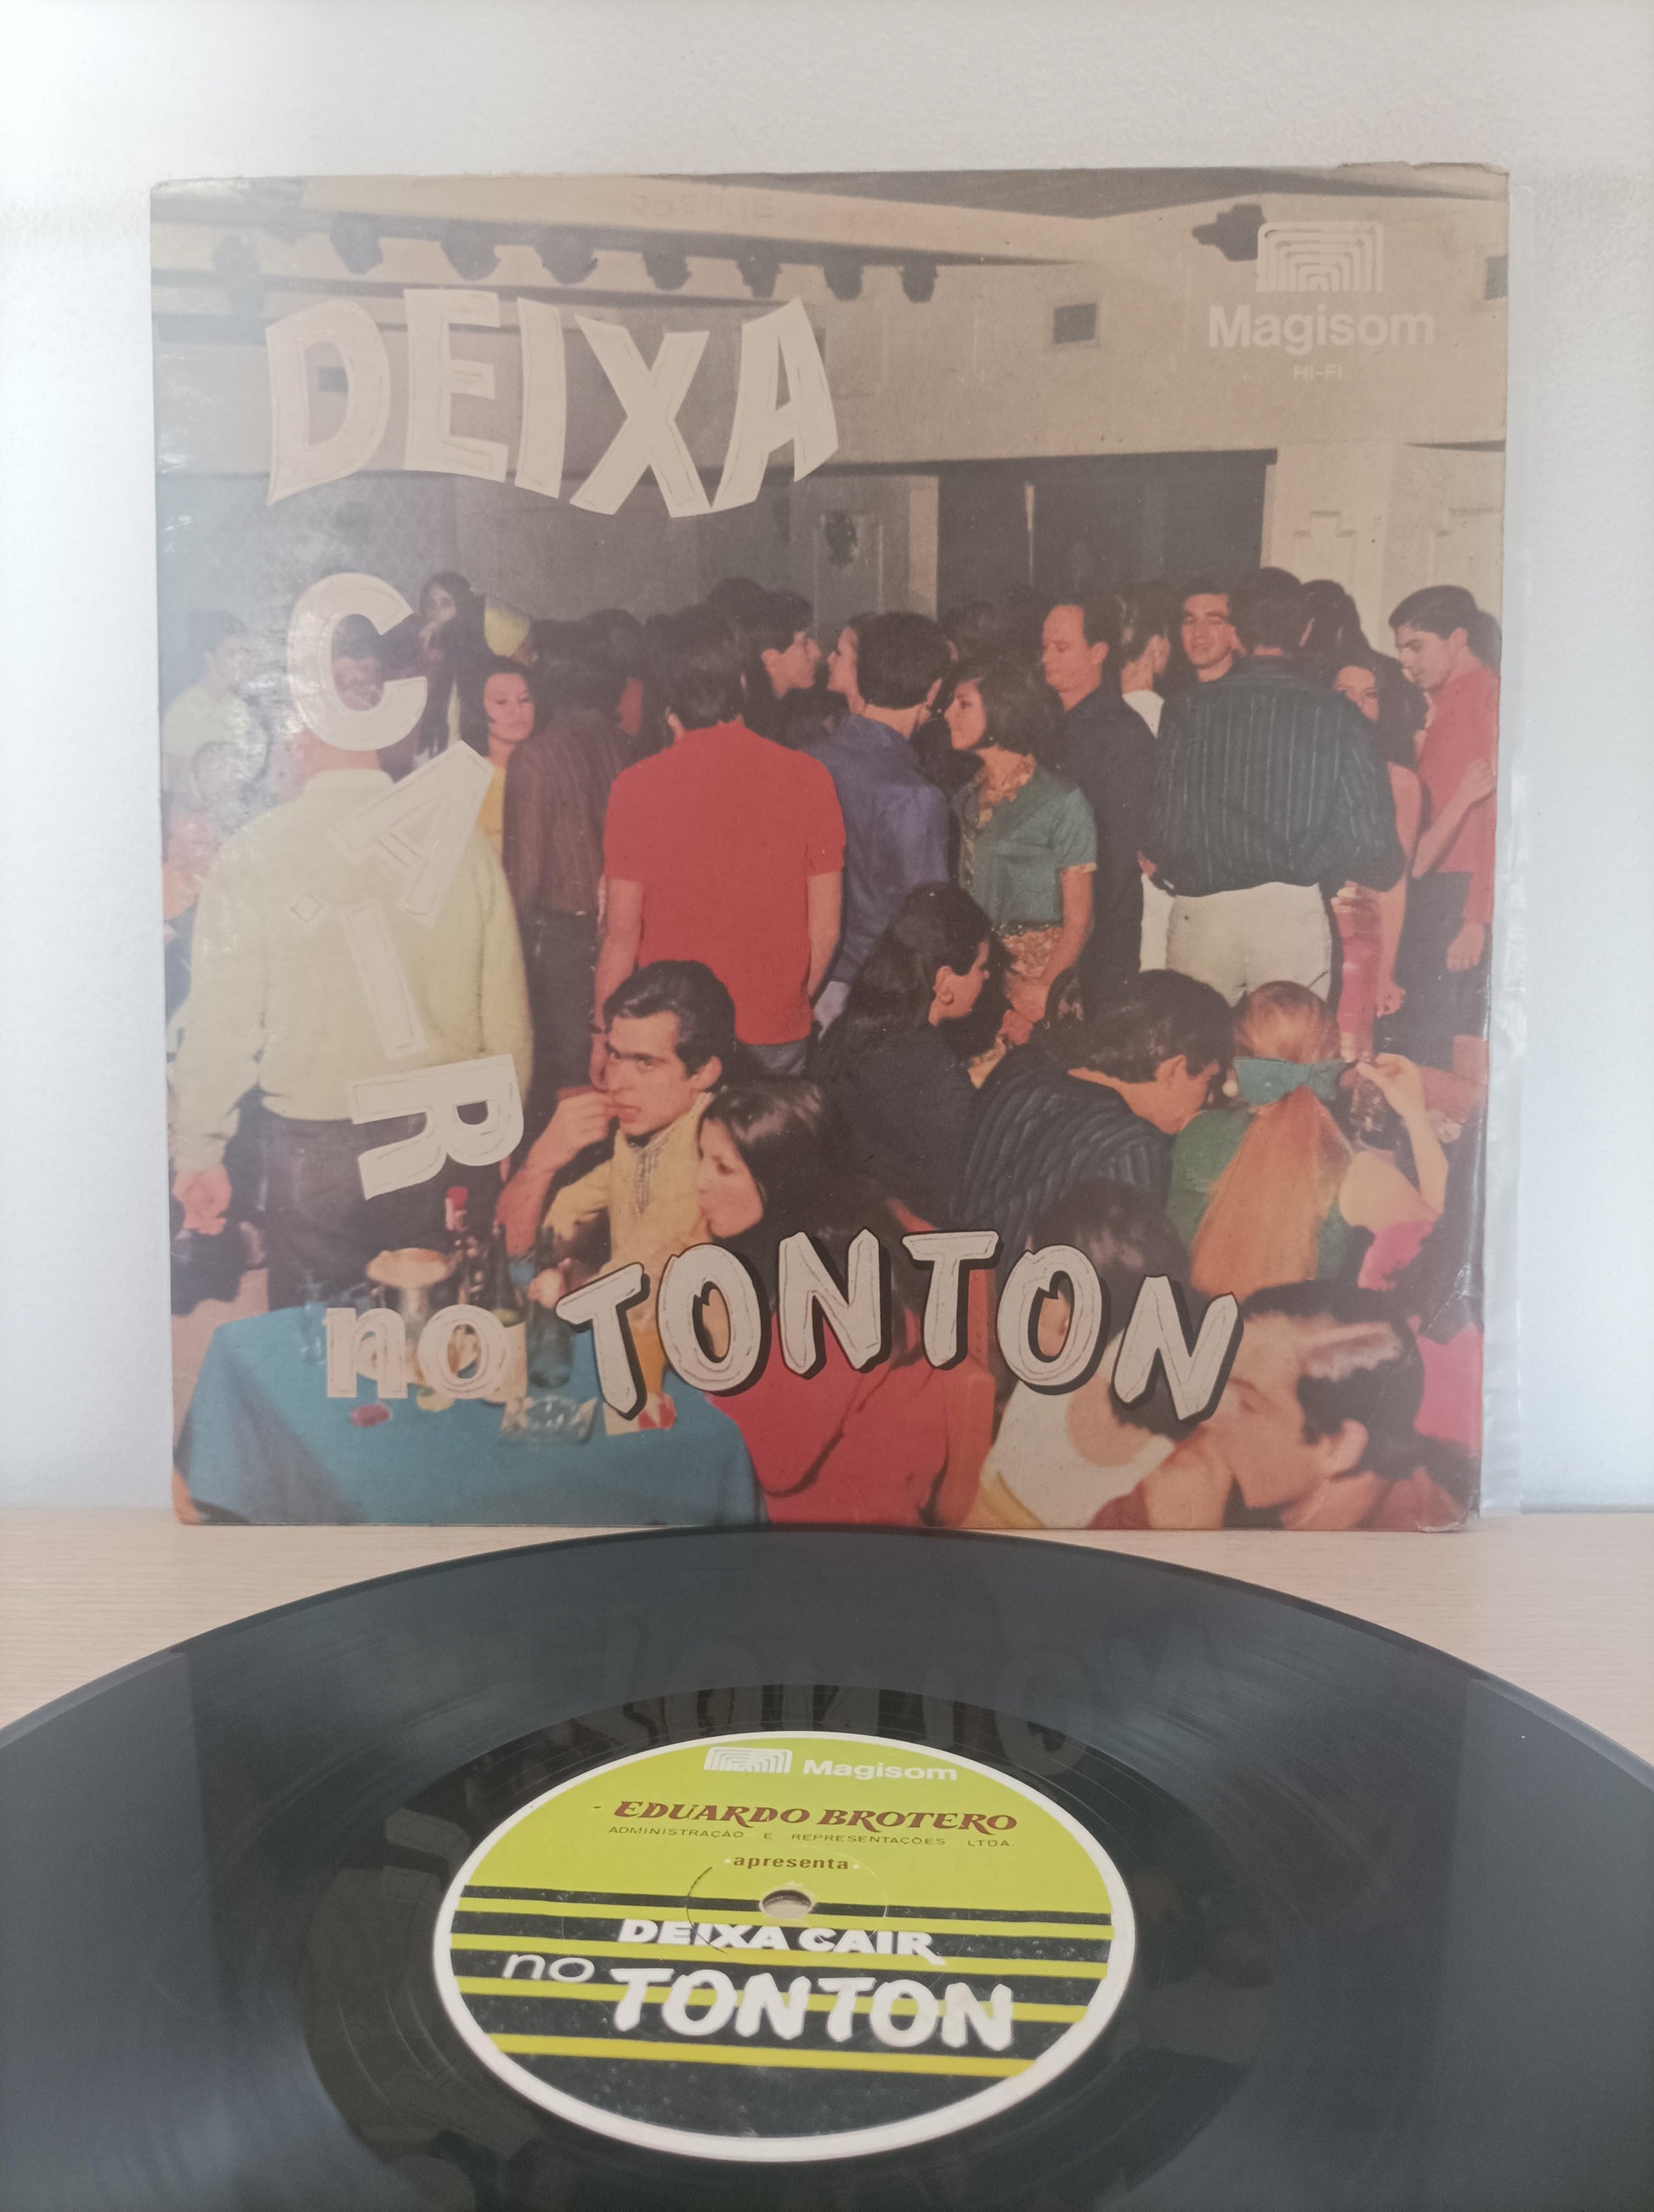 Magisom
HI-FI
DEIXA
CAIR
no TONTON
Magisom
EDUARDO BROTERO
ADMINISTRAÇÃO E REPRESENTAÇÕES LTDA.
apresenta
DEIXA CAIR
no TONTON